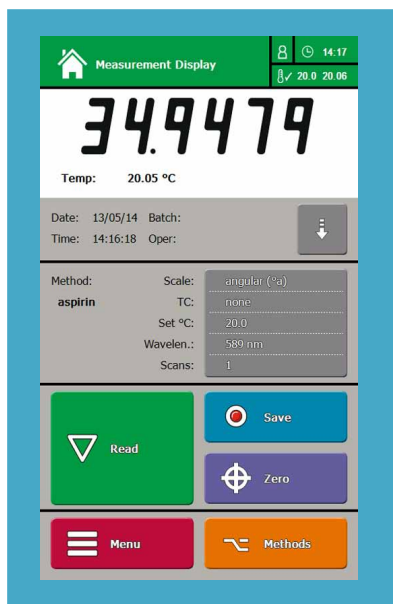 Measurement Display
14:17
20.0 20.06
34.9479
Temp: 20.05 °C
Date: 13/05/14 Batch:
Time: 14:16:18 Oper:
Method: Scale: angular (°a)
aspirin TC: none
Set °C: 20.0
Wavelen.: 589 nm
Scans: 1
Read
Save
Zero
Menu
Methods